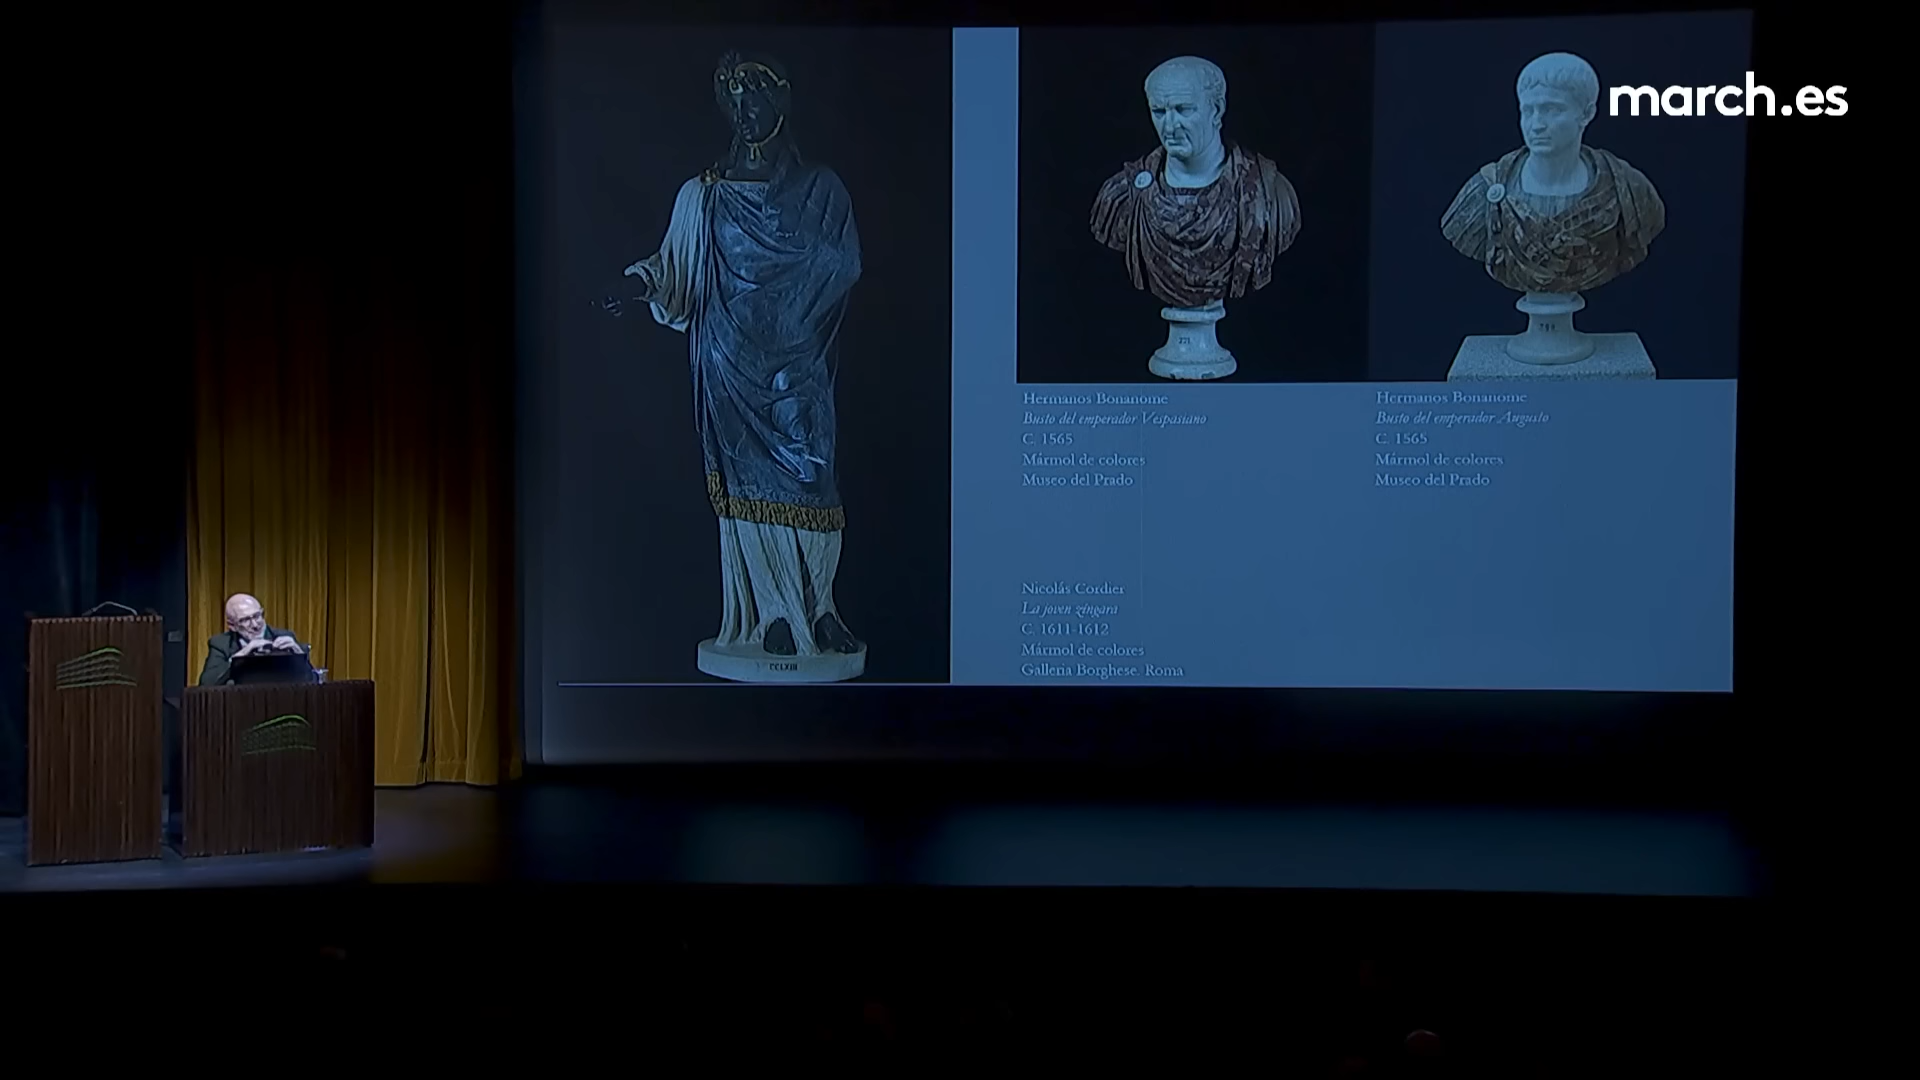 march.es
CCLXIII
221
Hermanos Bonanome
Busto del emperador Vespasiano
C. 1565
Mármol de colores
Museo del Prado
Hermanos Bonanome
Busto del emperador Augusto
C. 1565
Mármol de colores
Museo del Prado
Nicolás Cordier
La joven zíngara
C. 1611-1612
Mármol de colores
Galleria Borghese. Roma